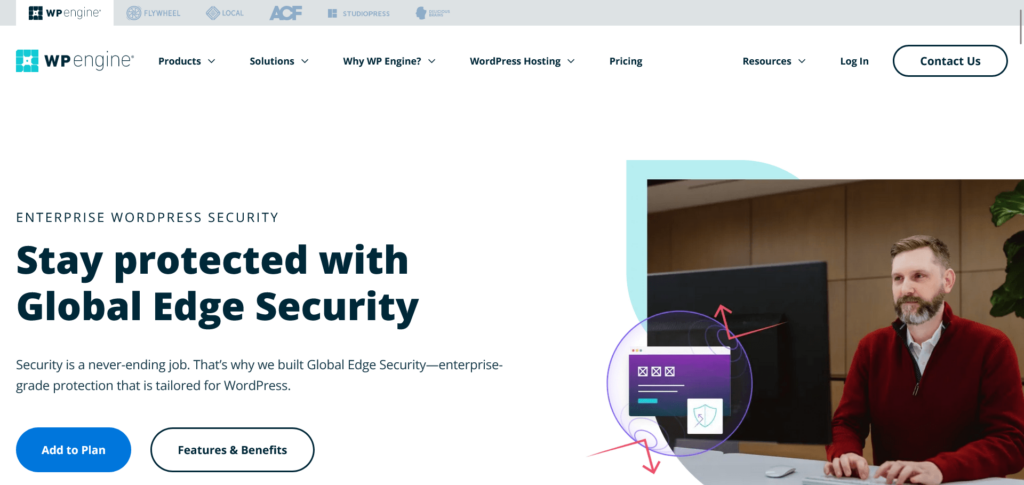 WP engine®
FLYWHEEL
LOCAL
ACF
STUDIOPRESS
WP engine®
Products
Solutions
Why WP Engine?
WordPress Hosting
Pricing
Resources
Log In
Contact Us
ENTERPRISE WORDPRESS SECURITY
Stay protected with
Global Edge Security
Security is a never-ending job. That’s why we built Global Edge Security—enterprise-
grade protection that is tailored for WordPress.
Add to Plan
Features & Benefits